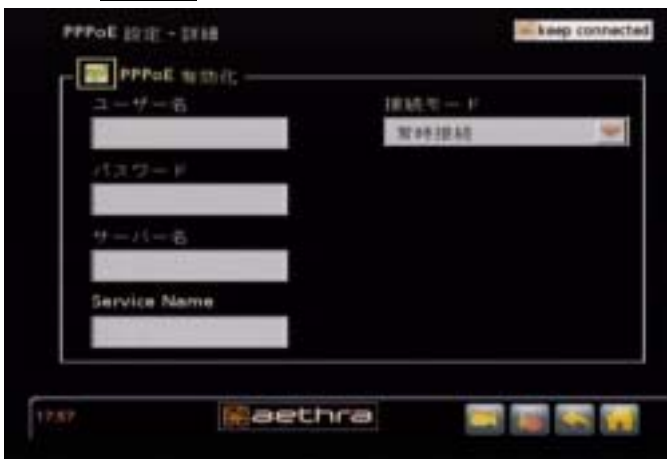 PPPoE 設定 - 詳細
keep connected
PPPoE 有効化
ユーザー名
接続モード
常時接続
パスワード
サーバー名
Service Name
17:57
aethra